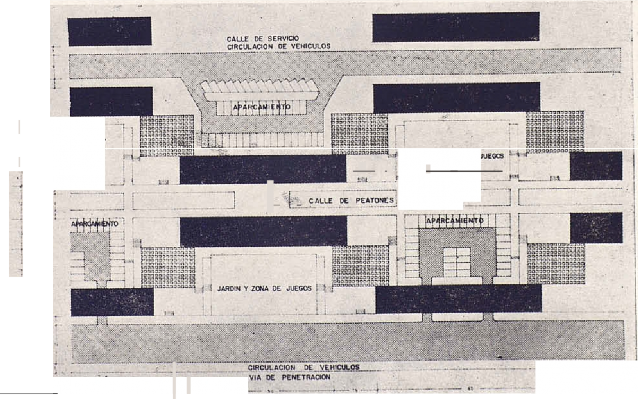 CALLE DE SERVICIO
CIRCULACION DE VEHICULOS
APARCAMIENTO
JUEGOS
CALLE DE PEATONES
APARCAMIENTO
APARCAMIENTO
JARDIN Y ZONA DE JUEGOS
CIRCULACION DE VEHICULOS
VIA DE PENETRACION